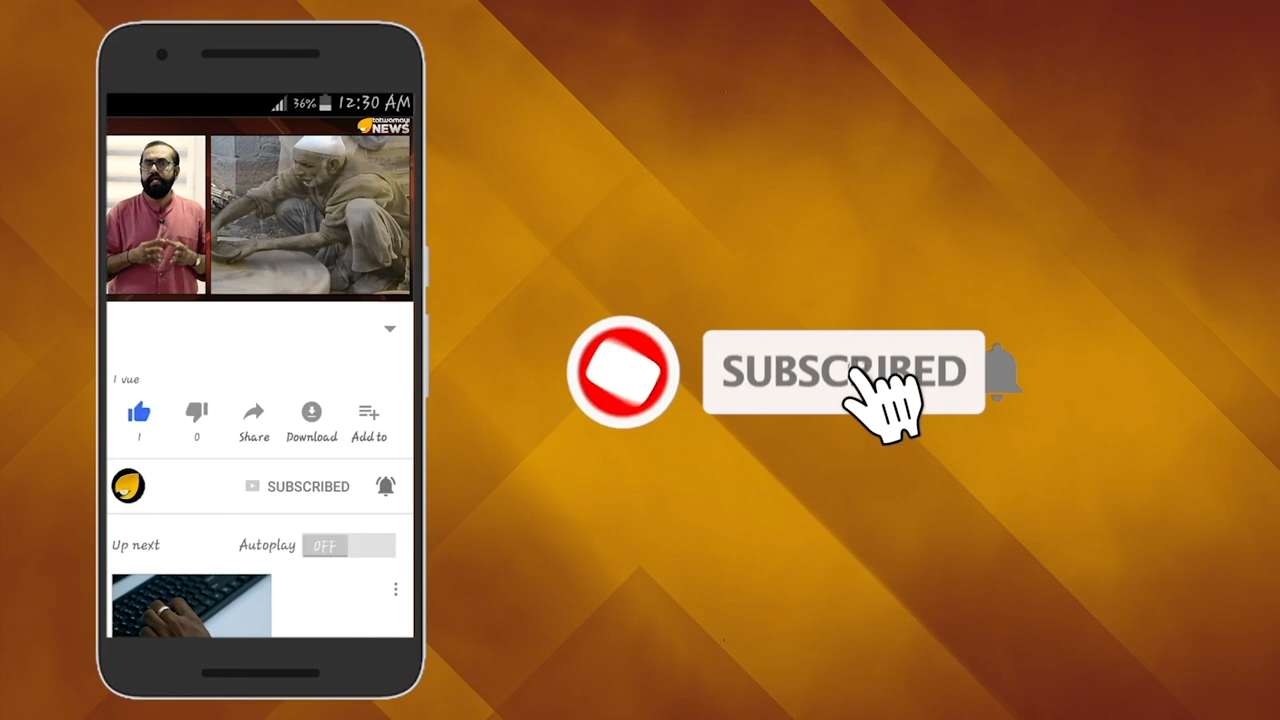 36% 12:30 AM
tatwamayi
NEWS
1 vue
1
0
Share
Download
Add to
SUBSCRIBED
Up next
Autoplay
OFF
SUBSCRIBED